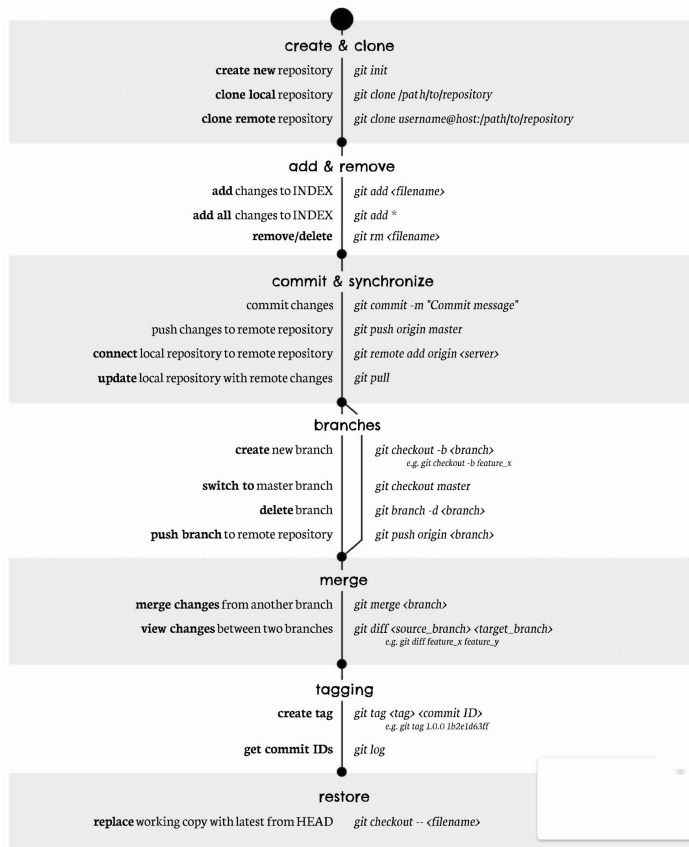 create & clone
create new repository git init
clone local repository git clone /path/to/repository
clone remote repository git clone username@host:/path/to/repository
add & remove
add changes to INDEX git add <filename>
add all changes to INDEX git add *
remove/delete git rm <filename>
commit & synchronize
commit changes git commit -m "Commit message"
push changes to remote repository git push origin master
connect local repository to remote repository git remote add origin <server>
update local repository with remote changes git pull
branches
create new branch git checkout -b <branch>
e.g. git checkout -b feature_x
switch to master branch git checkout master
delete branch git branch -d <branch>
push branch to remote repository git push origin <branch>
merge
merge changes from another branch git merge <branch>
view changes between two branches git diff <source_branch> <target_branch>
e.g. git diff feature_x feature_y
tagging
create tag git tag <tag> <commit ID>
e.g. git tag 1.0.0 1b2e1d63ff
get commit IDs git log
restore
replace working copy with latest from HEAD git checkout -- <filename>